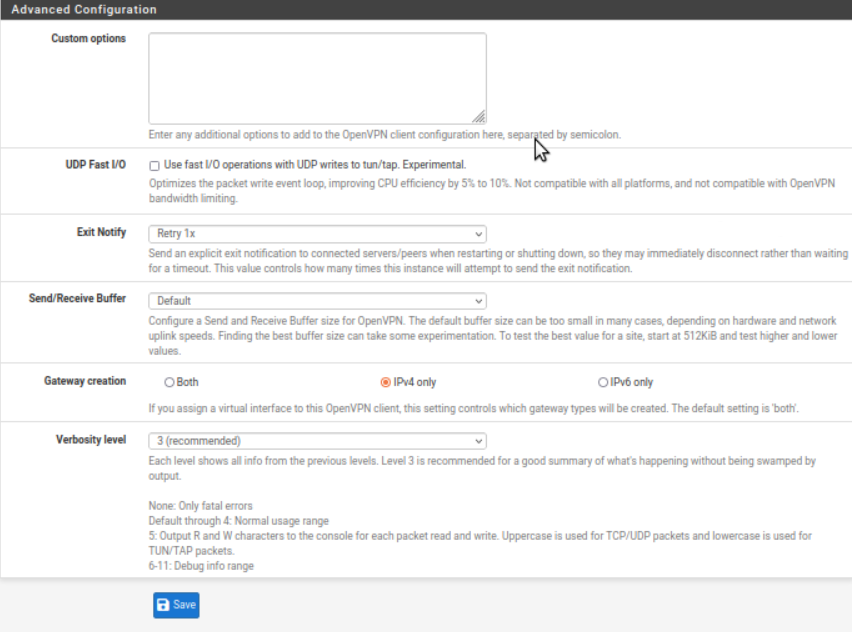 Advanced Configuration
Custom options
Enter any additional options to add to the OpenVPN client configuration here, separated by semicolon.
UDP Fast I/O
Use fast I/O operations with UDP writes to tun/tap. Experimental.
Optimizes the packet write event loop, improving CPU efficiency by 5% to 10%. Not compatible with all platforms, and not compatible with OpenVPN
bandwidth limiting.
Exit Notify
Retry 1x
Send an explicit exit notification to connected servers/peers when restarting or shutting down, so they may immediately disconnect rather than waiting
for a timeout. This value controls how many times this instance will attempt to send the exit notification.
Send/Receive Buffer
Default
Configure a Send and Receive Buffer size for OpenVPN. The default buffer size can be too small in many cases, depending on hardware and network
uplink speeds. Finding the best buffer size can take some experimentation. To test the best value for a site, start at 512KiB and test higher and lower
values.
Gateway creation
Both
IPv4 only
IPv6 only
If you assign a virtual interface to this OpenVPN client, this setting controls which gateway types will be created. The default setting is 'both'.
Verbosity level
3 (recommended)
Each level shows all info from the previous levels. Level 3 is recommended for a good summary of what's happening without being swamped by
output.
None: Only fatal errors
Default through 4: Normal usage range
5: Output R and W characters to the console for each packet read and write. Uppercase is used for TCP/UDP packets and lowercase is used for
TUN/TAP packets.
6-11: Debug info range
Save